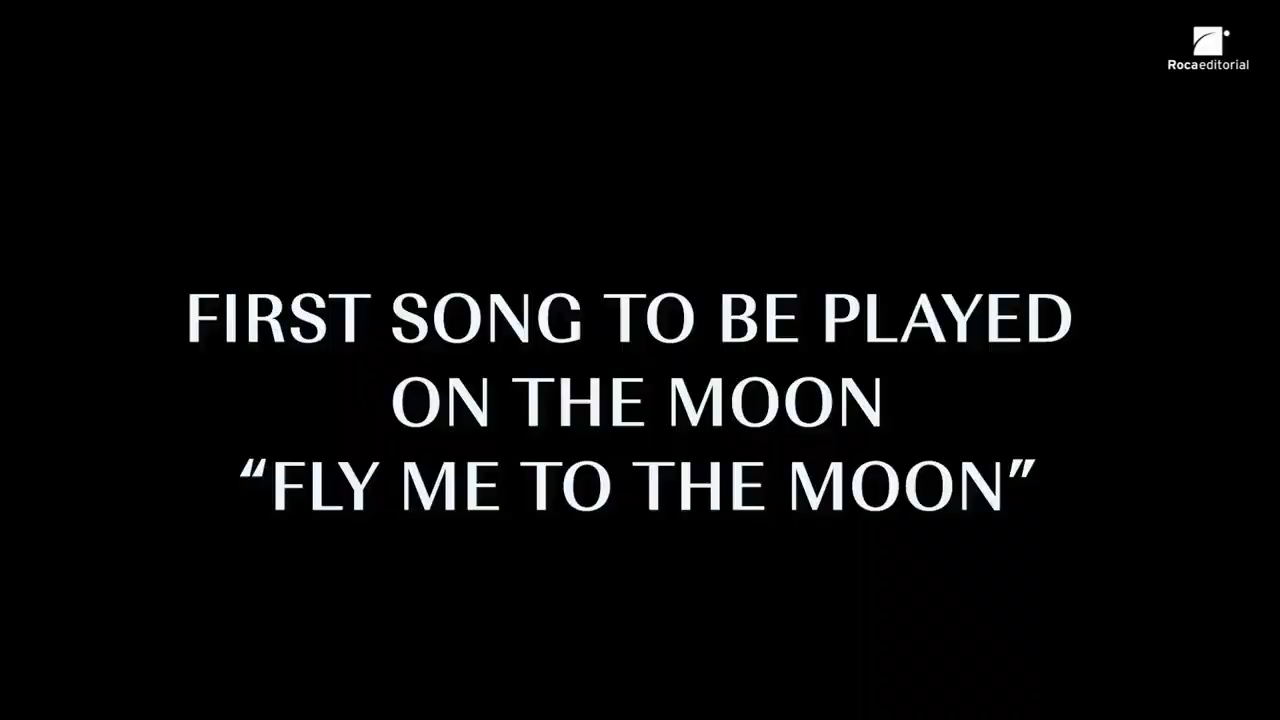 Rocaeditorial
FIRST SONG TO BE PLAYED
ON THE MOON
“FLY ME TO THE MOON”